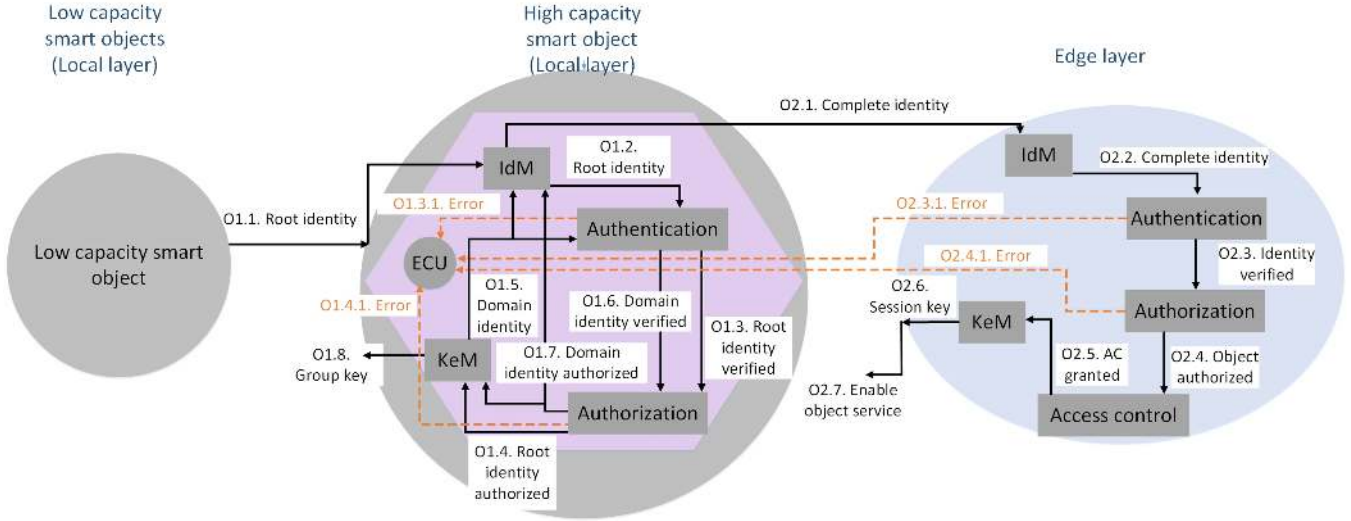 Low capacity
smart objects
(Local layer)
High capacity
smart object
(Local layer)
Edge layer
O2.1. Complete identity
O1.2.
Root identity
IdM
IdM
O2.2. Complete identity
O1.3.1. Error
O2.3.1. Error
O1.1. Root identity
Authentication
Authentication
Low capacity smart
object
ECU
O2.4.1. Error
O2.3. Identity
verified
O1.4.1. Error
O1.5.
Domain
identity
O1.6. Domain
identity verified
O2.6.
Session key
KeM
Authorization
O1.3. Root
identity
verified
O1.8.
Group key
KeM
O1.7. Domain
identity authorized
O2.5. AC
granted
O2.4. Object
authorized
O2.7. Enable
object service
Authorization
Access control
O1.4. Root
identity
authorized